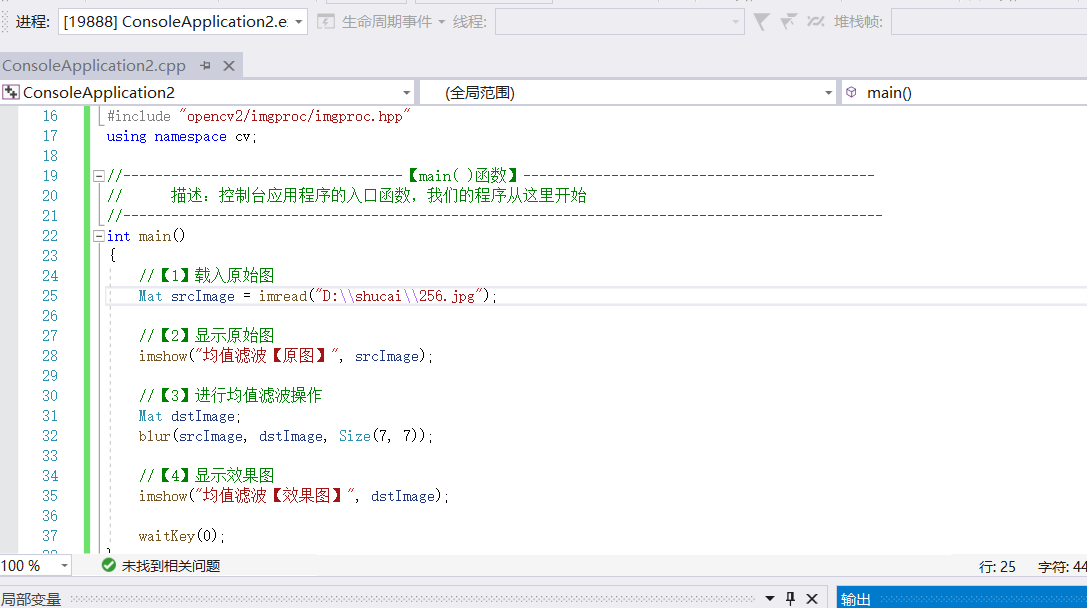 进程: [19888] ConsoleApplication2.e 生命周期事件 线程: 堆栈帧:
ConsoleApplication2.cpp
ConsoleApplication2 (全局范围) main()
16 #include "opencv2/imgproc/imgproc.hpp"
17 using namespace cv;
18
19 //-----------------------------------【main( )函数】--------------------------------------------
20 //      描述：控制台应用程序的入口函数，我们的程序从这里开始
21 //-----------------------------------------------------------------------------------------------
22 int main()
23 {
24 //【1】载入原始图
25 Mat srcImage = imread("D:\\shucai\\256.jpg");
26
27 //【2】显示原始图
28 imshow("均值滤波【原图】", srcImage);
29
30 //【3】进行均值滤波操作
31 Mat dstImage;
32 blur(srcImage, dstImage, Size(7, 7));
33
34 //【4】显示效果图
35 imshow("均值滤波【效果图】", dstImage);
36
37 waitKey(0);
100 % 未找到相关问题 行: 25 字符: 44
局部变量 输出